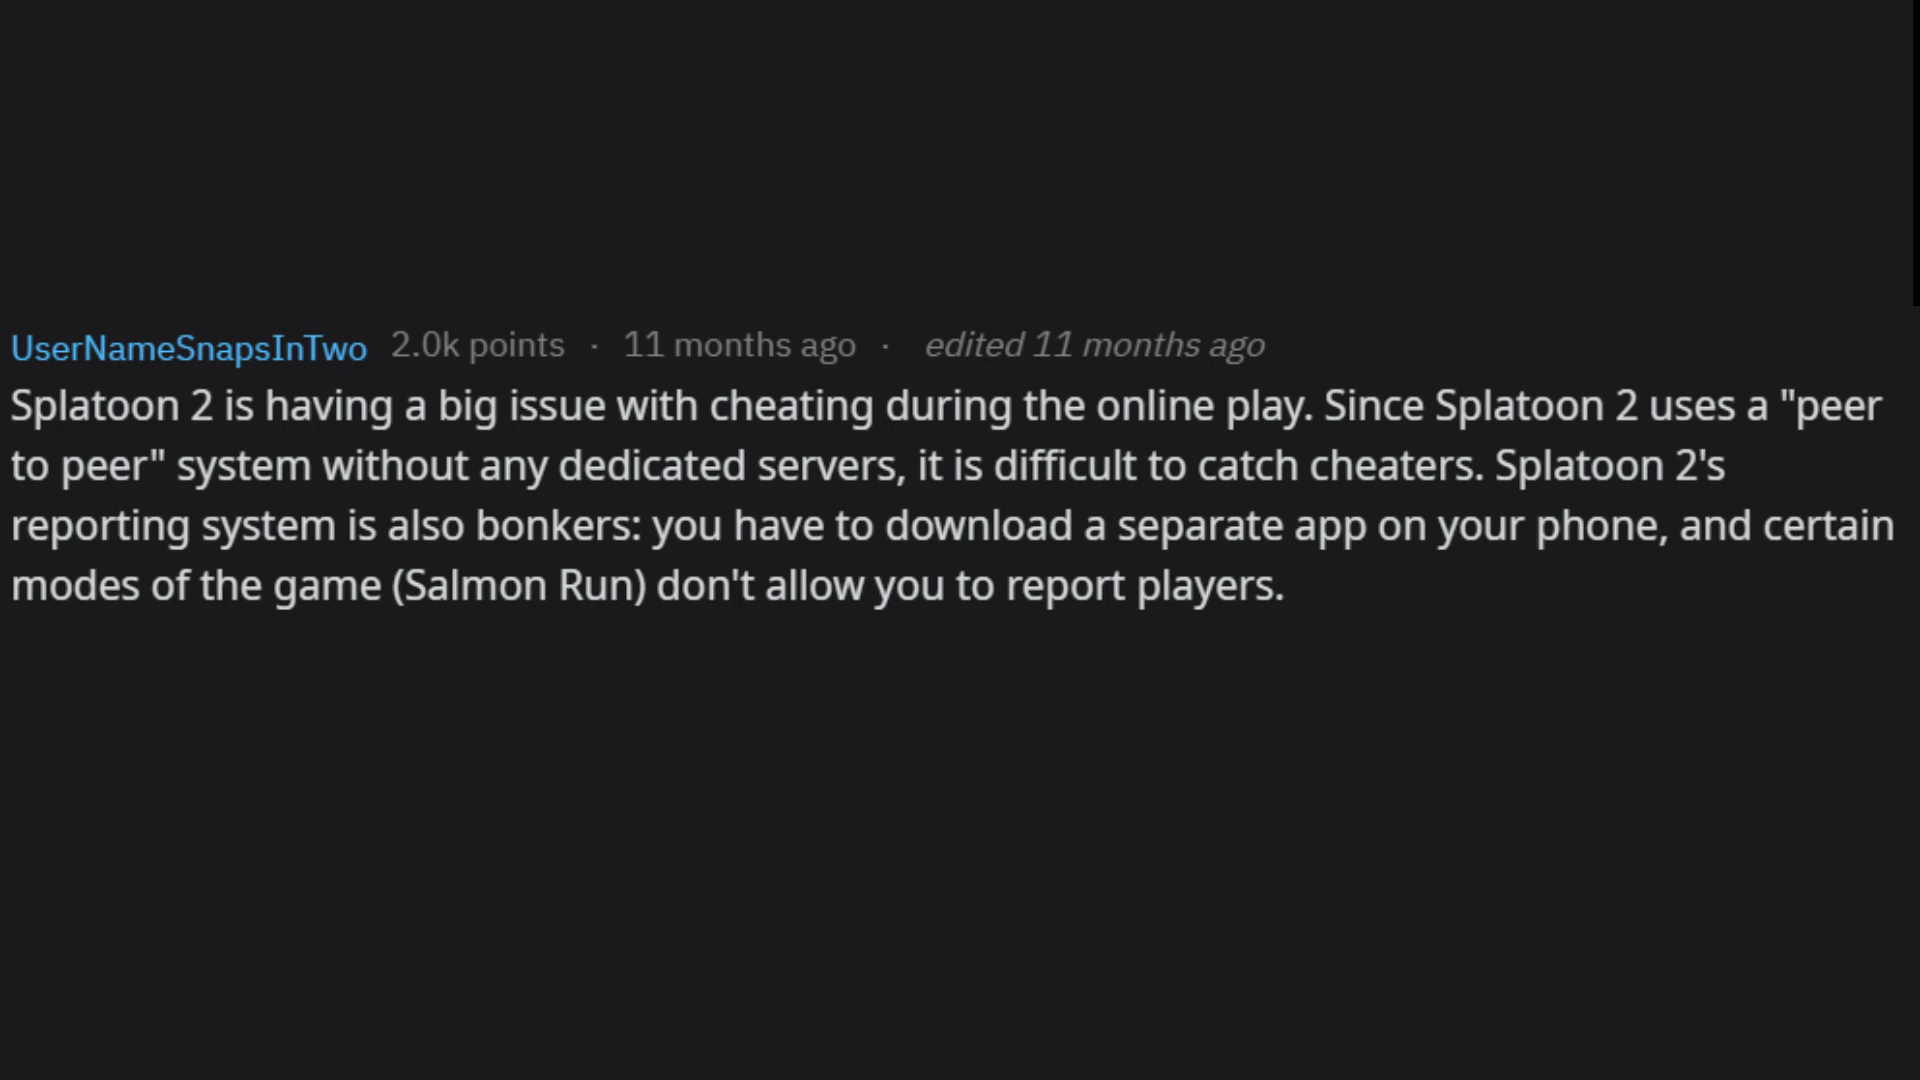 UserNameSnapsInTwo 2.0k points · 11 months ago · edited 11 months ago
Splatoon 2 is having a big issue with cheating during the online play. Since Splatoon 2 uses a "peer
to peer" system without any dedicated servers, it is difficult to catch cheaters. Splatoon 2's
reporting system is also bonkers: you have to download a separate app on your phone, and certain
modes of the game (Salmon Run) don't allow you to report players.